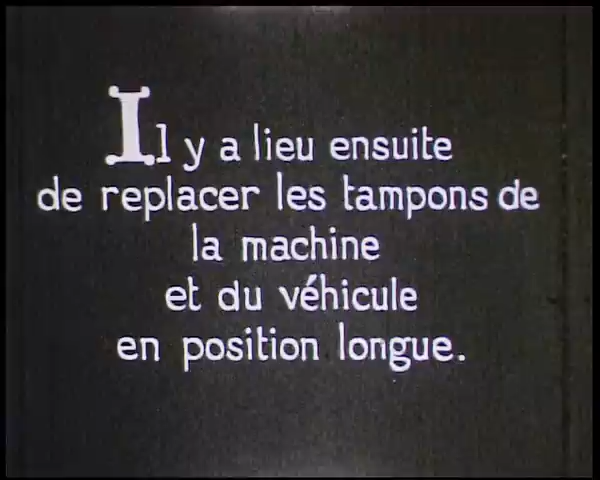 Il y a lieu ensuite
de replacer les tampons de
la machine
et du véhicule
en position longue.